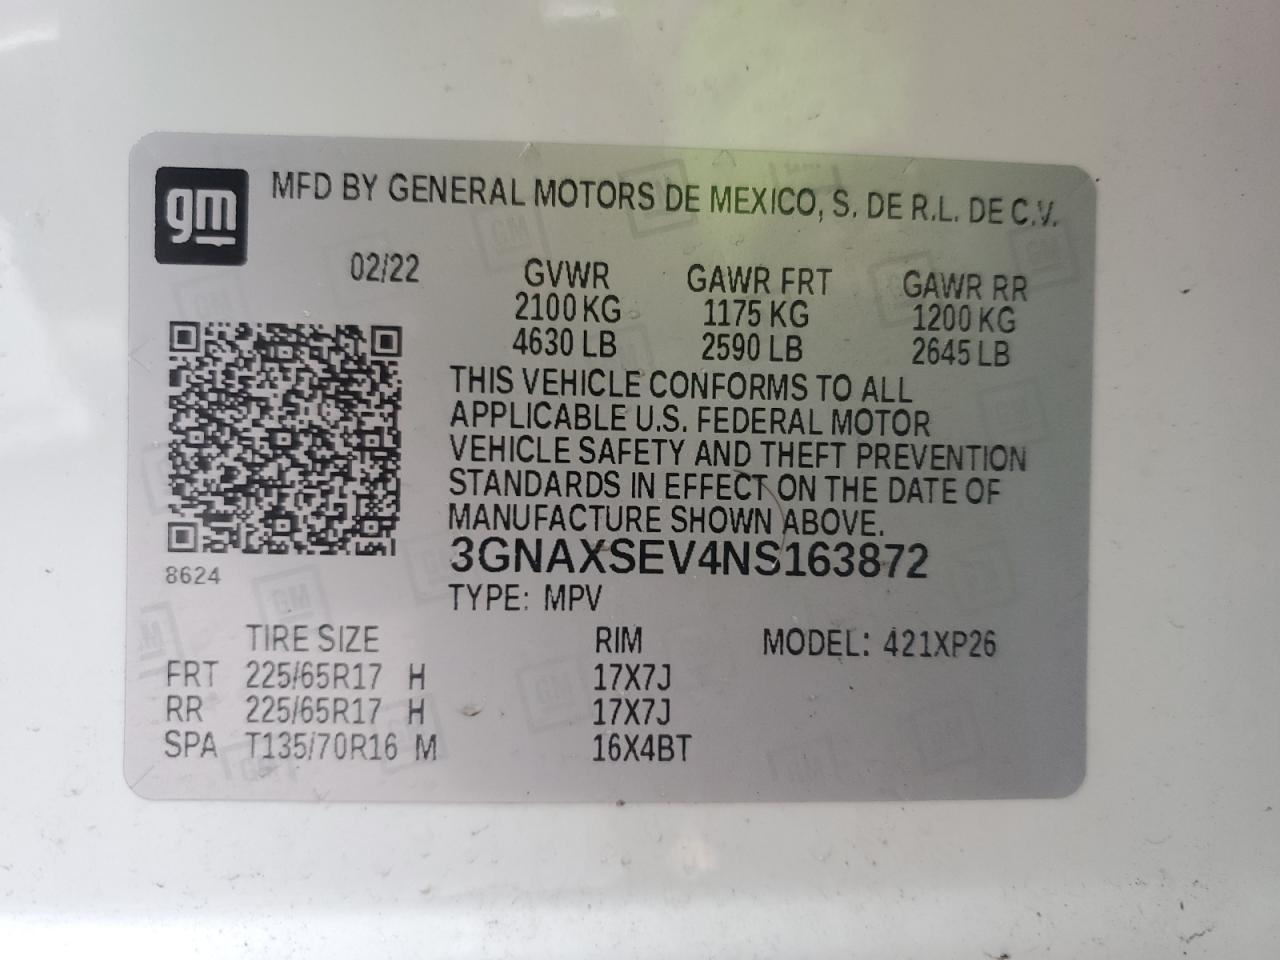 gm
MFD BY GENERAL MOTORS DE MEXICO, S. DE R.L. DE C.V.
02/22 GVWR GAWR FRT GAWR RR
2100 KG 1175 KG 1200 KG
4630 LB 2590 LB 2645 LB
THIS VEHICLE CONFORMS TO ALL
APPLICABLE U.S. FEDERAL MOTOR
VEHICLE SAFETY AND THEFT PREVENTION
STANDARDS IN EFFECT ON THE DATE OF
MANUFACTURE SHOWN ABOVE.
3GNAXSEV4NS163872
8624
TYPE: MPV
TIRE SIZE RIM MODEL: 421XP26
FRT 225/65R17 H 17X7J
RR 225/65R17 H 17X7J
SPA T135/70R16 M 16X4BT